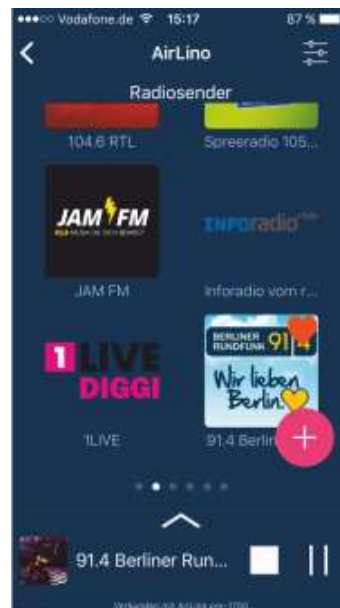 Vodafone.de 15:17 87 %
AirLino
Radiosender
104.6 RTL
Spreeradio 105...
JAM FM
JAM FM
INFOradio
Inforadio vom r...
1LIVE
DIGGI
1LIVE
BERLINER
RUNDFUNK 91 4
Wir lieben
Berlin.
91.4 Berlin
91.4 Berliner Run...